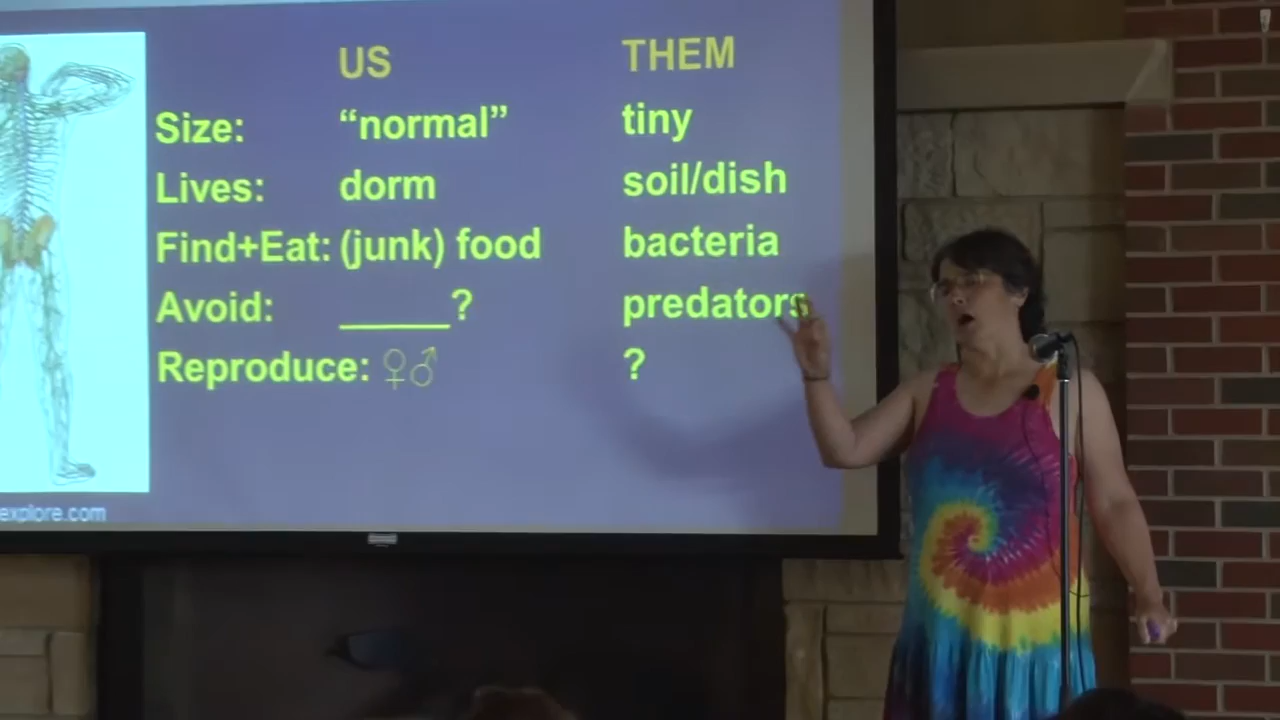 US THEM
Size: “normal” tiny
Lives: dorm soil/dish
Find+Eat: (junk) food bacteria
Avoid: _____? predators
Reproduce: ♀♂ ?
explore.com